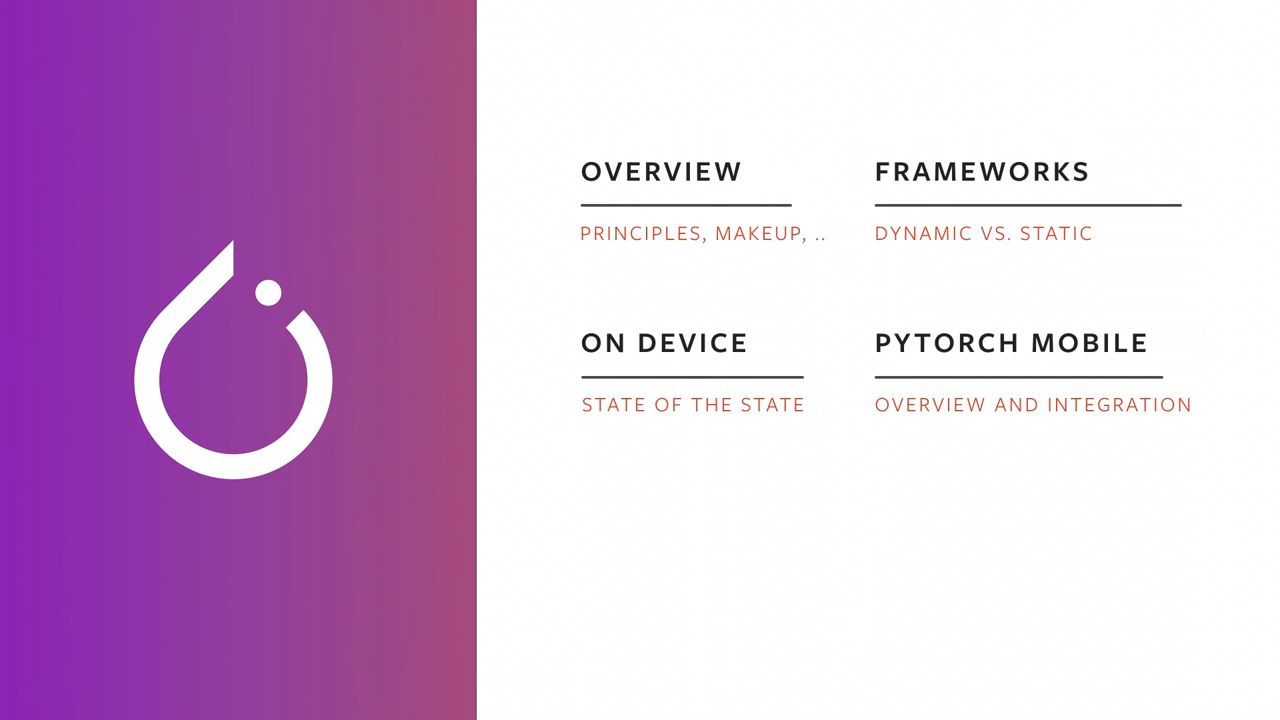 OVERVIEW
PRINCIPLES, MAKEUP, ..
FRAMEWORKS
DYNAMIC VS. STATIC
ON DEVICE
STATE OF THE STATE
PYTORCH MOBILE
OVERVIEW AND INTEGRATION